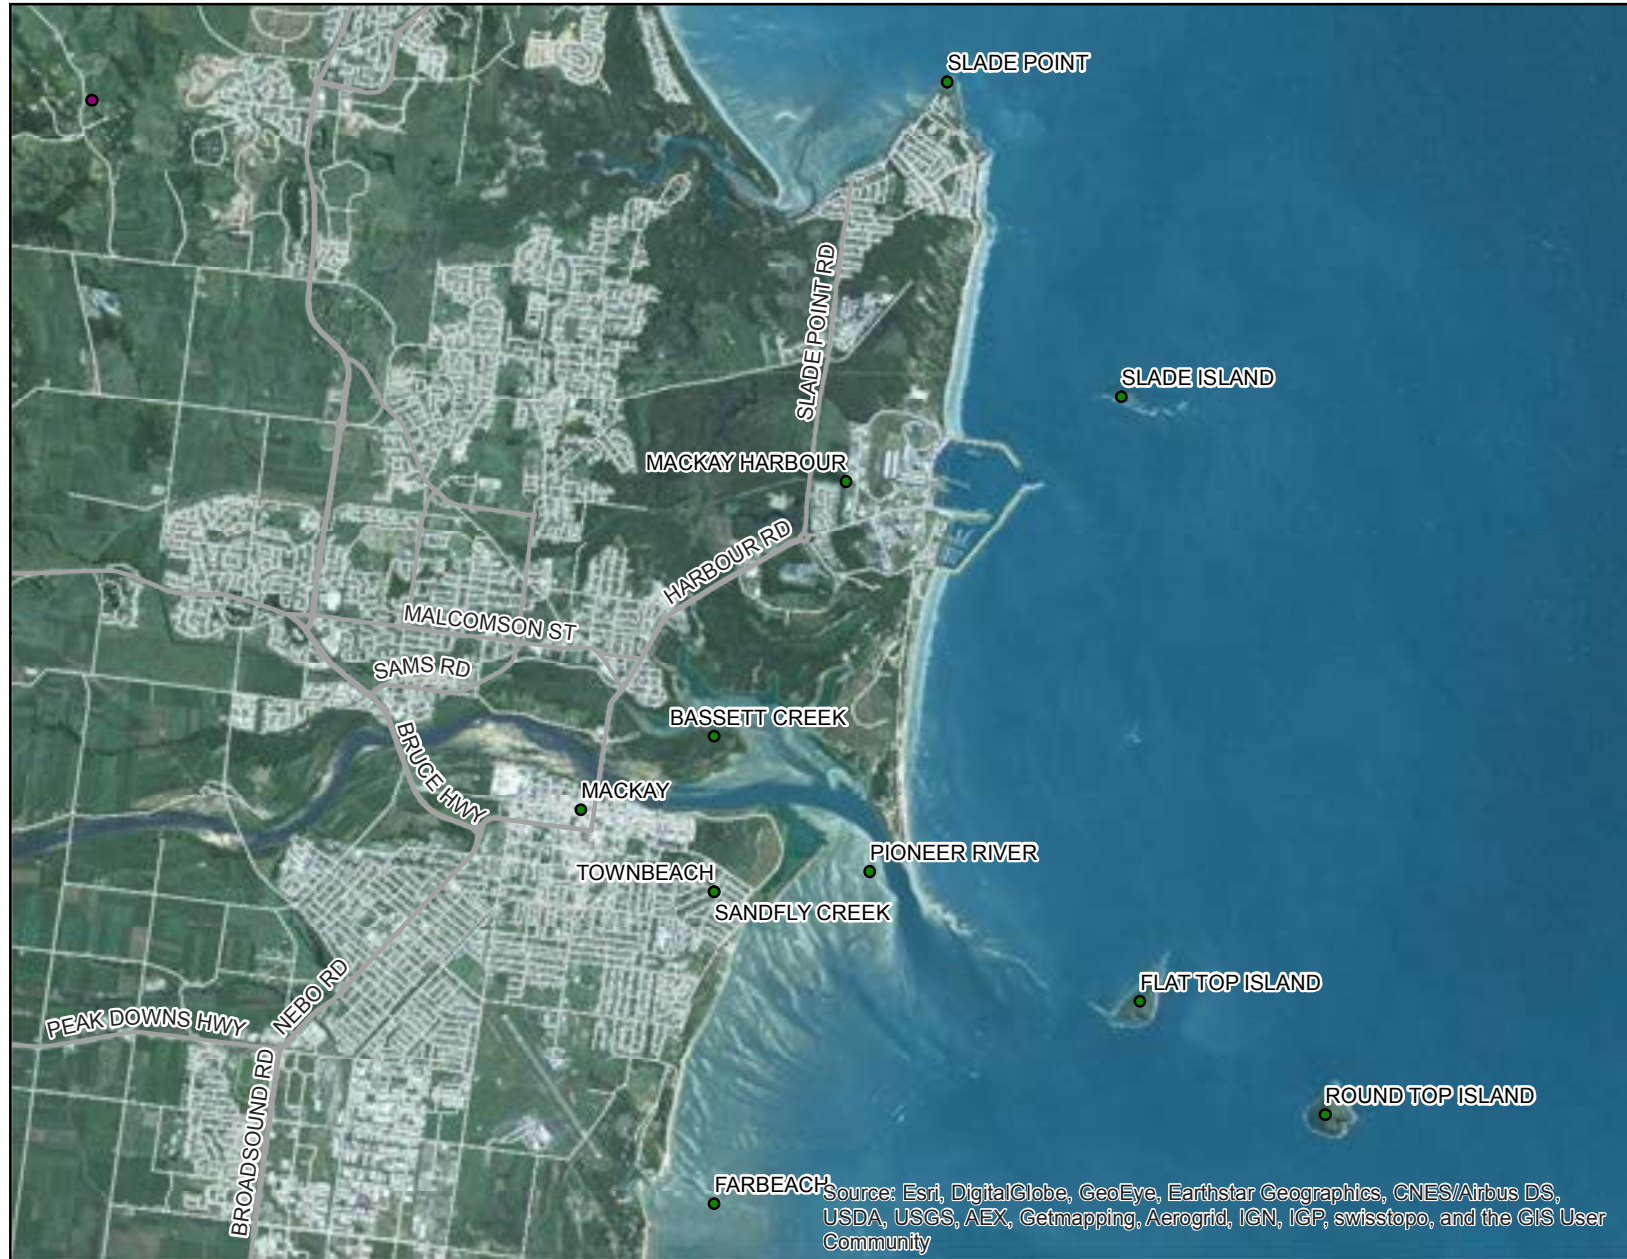 SLADE POINT
SLADE POINT RD
SLADE ISLAND
MACKAY HARBOUR
HARBOUR RD
MALCOMSON ST
SAMS RD
BASSETT CREEK
BRUCE HWY
MACKAY
PIONEER RIVER
TOWNBEACH
SANDFLY CREEK
FLAT TOP ISLAND
NEBO RD
PEAK DOWNS HWY
BROADSOUND RD
ROUND TOP ISLAND
FARBEACH
Source: Esri, DigitalGlobe, GeoEye, Earthstar Geographics, CNES/Airbus DS,
USDA, USGS, AEX, Getmapping, Aerogrid, IGN, IGP, swisstopo, and the GIS User
Community